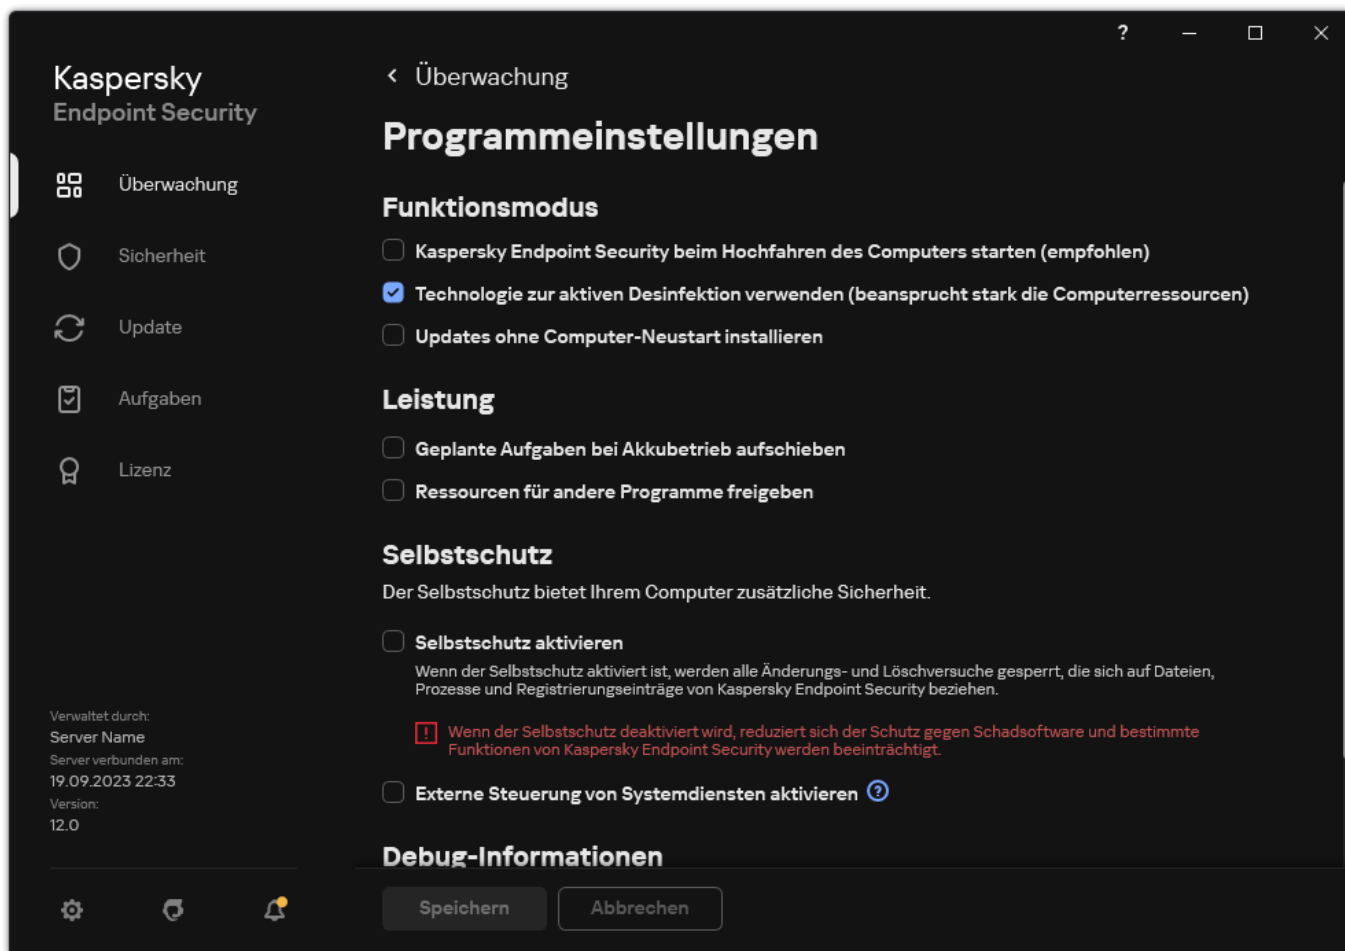 ?
Kaspersky
Endpoint Security
Überwachung
Sicherheit
Update
Aufgaben
Lizenz
Verwaltet durch:
Server Name
Server verbunden am:
19.09.2023 22:33
Version:
12.0
Überwachung
Programmeinstellungen
Funktionsmodus
Kaspersky Endpoint Security beim Hochfahren des Computers starten (empfohlen)
Technologie zur aktiven Desinfektion verwenden (beansprucht stark die Computerressourcen)
Updates ohne Computer-Neustart installieren
Leistung
Geplante Aufgaben bei Akkubetrieb aufschieben
Ressourcen für andere Programme freigeben
Selbstschutz
Der Selbstschutz bietet Ihrem Computer zusätzliche Sicherheit.
Selbstschutz aktivieren
Wenn der Selbstschutz aktiviert ist, werden alle Änderungs- und Löschversuche gesperrt, die sich auf Dateien,
Prozesse und Registrierungseinträge von Kaspersky Endpoint Security beziehen.
Wenn der Selbstschutz deaktiviert wird, reduziert sich der Schutz gegen Schadsoftware und bestimmte
Funktionen von Kaspersky Endpoint Security werden beeinträchtigt.
Externe Steuerung von Systemdiensten aktivieren ?
Debug-Informationen
Speichern
Abbrechen